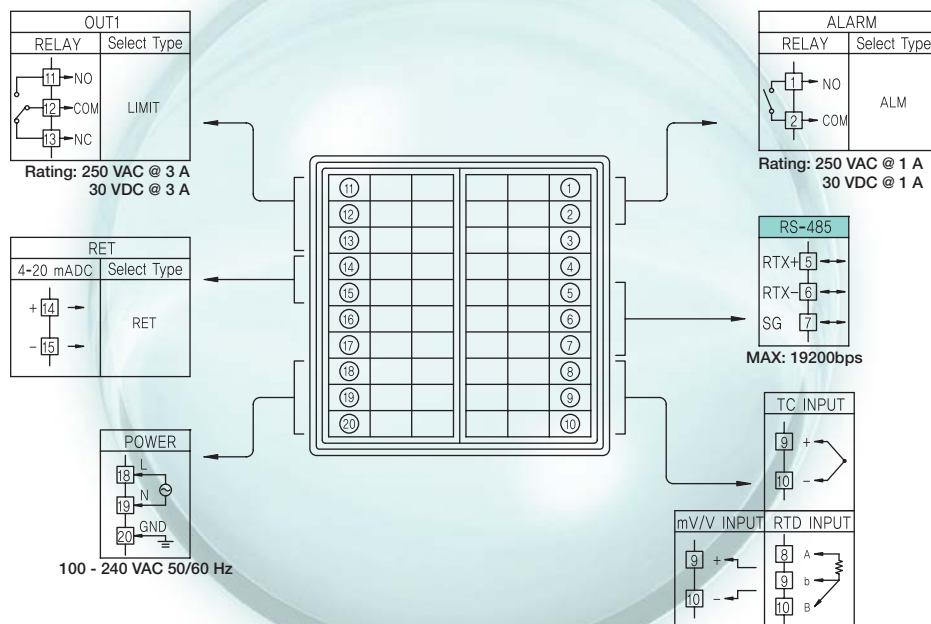 OUT1
RELAY Select Type
11 NO
12 COM
13 NC
LIMIT
Rating: 250 VAC @ 3 A
30 VDC @ 3 A
ALARM
RELAY Select Type
1 NO
2 COM
ALM
Rating: 250 VAC @ 1 A
30 VDC @ 1 A
RET
4-20 mADC Select Type
+ 14
- 15
RET
POWER
18 L
19 N
20 GND
100 - 240 VAC 50/60 Hz
11 1
12 2
13 3
14 4
15 5
16 6
17 7
18 8
19 9
20 10
RS-485
RTX+ 5
RTX- 6
SG 7
MAX: 19200bps
TC INPUT
9 +
10 -
mV/V INPUT
9 +
10 -
RTD INPUT
8 A
9 b
10 B